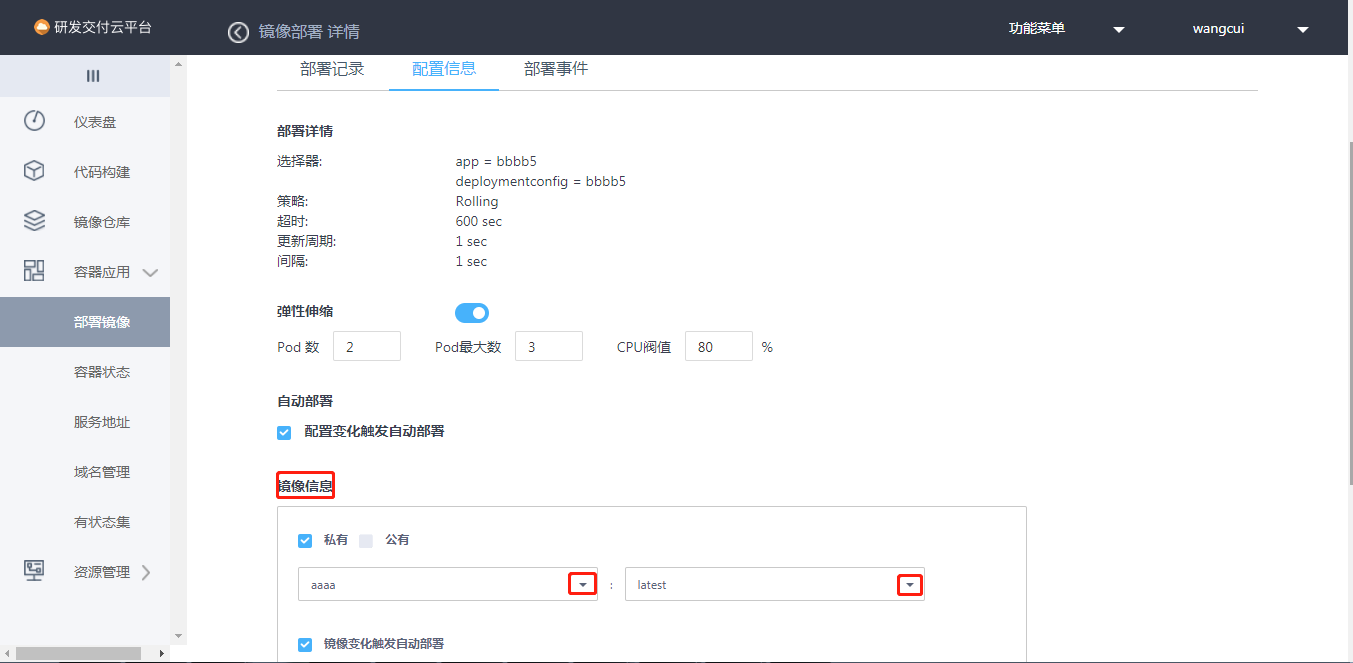 研发交付云平台
镜像部署 详情
功能菜单
wangcui
仪表盘
代码构建
镜像仓库
容器应用
部署镜像
容器状态
服务地址
域名管理
有状态集
资源管理
部署记录 配置信息 部署事件
部署详情
选择器: app = bbbb5
deploymentconfig = bbbb5
策略: Rolling
超时: 600 sec
更新周期: 1 sec
间隔: 1 sec
弹性伸缩
Pod 数 2 Pod最大数 3 CPU阀值 80 %
自动部署
配置变化触发自动部署
镜像信息
私有 公有
aaaa : latest
镜像变化触发自动部署